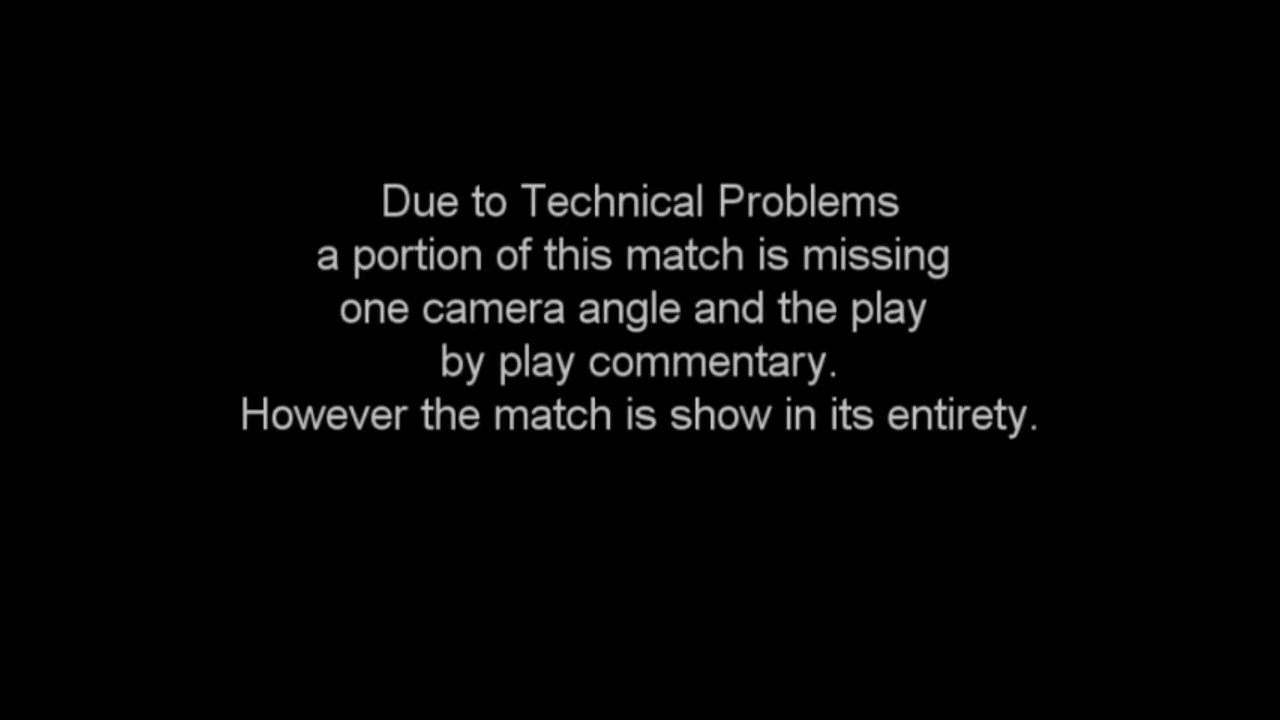 Due to Technical Problems
a portion of this match is missing
one camera angle and the play
by play commentary.
However the match is show in its entirety.